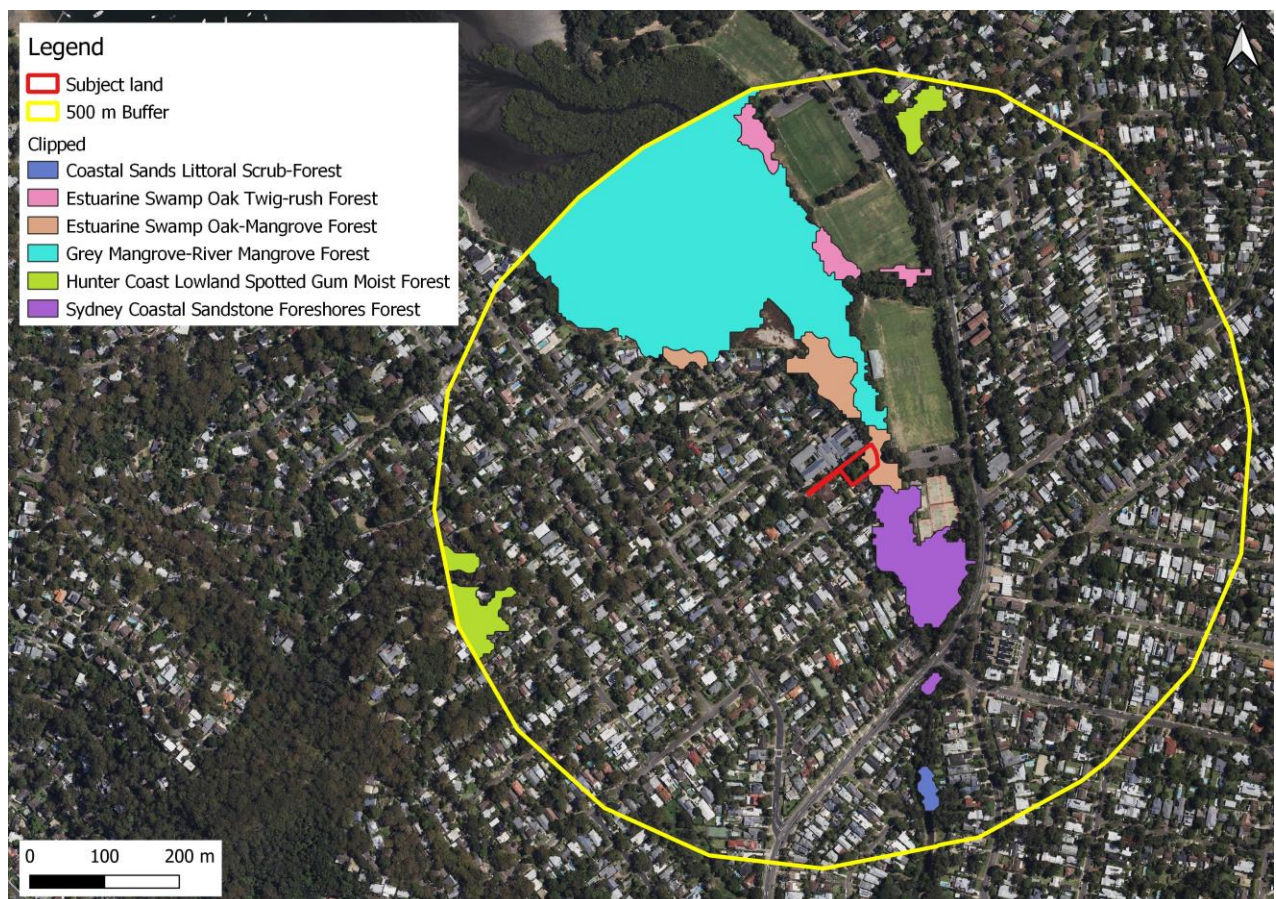 Legend
Subject land
500 m Buffer
Clipped
Coastal Sands Littoral Scrub-Forest
Estuarine Swamp Oak Twig-rush Forest
Estuarine Swamp Oak-Mangrove Forest
Grey Mangrove-River Mangrove Forest
Hunter Coast Lowland Spotted Gum Moist Forest
Sydney Coastal Sandstone Foreshores Forest
0 100 200 m